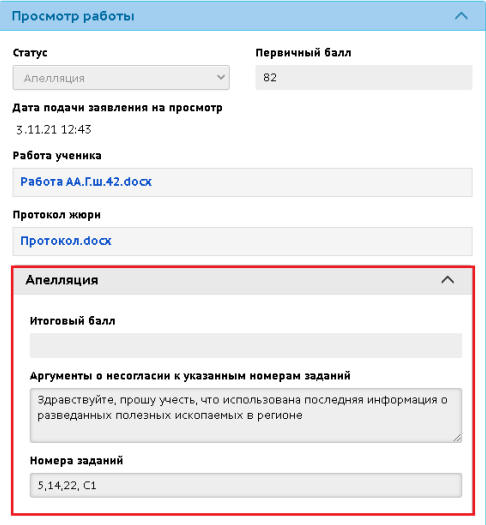 Просмотр работы
Статус Первичный балл
Апелляция 82
Дата подачи заявления на просмотр
3.11.21 12:43
Работа ученика
Работа АА.Г.ш.42.docx
Протокол жюри
Протокол.docx
Апелляция
Итоговый балл
Аргументы о несогласии к указанным номерам заданий
Здравствуйте, прошу учесть, что использована последняя информация о
разведанных полезных ископаемых в регионе
Номера заданий
5,14,22, С1